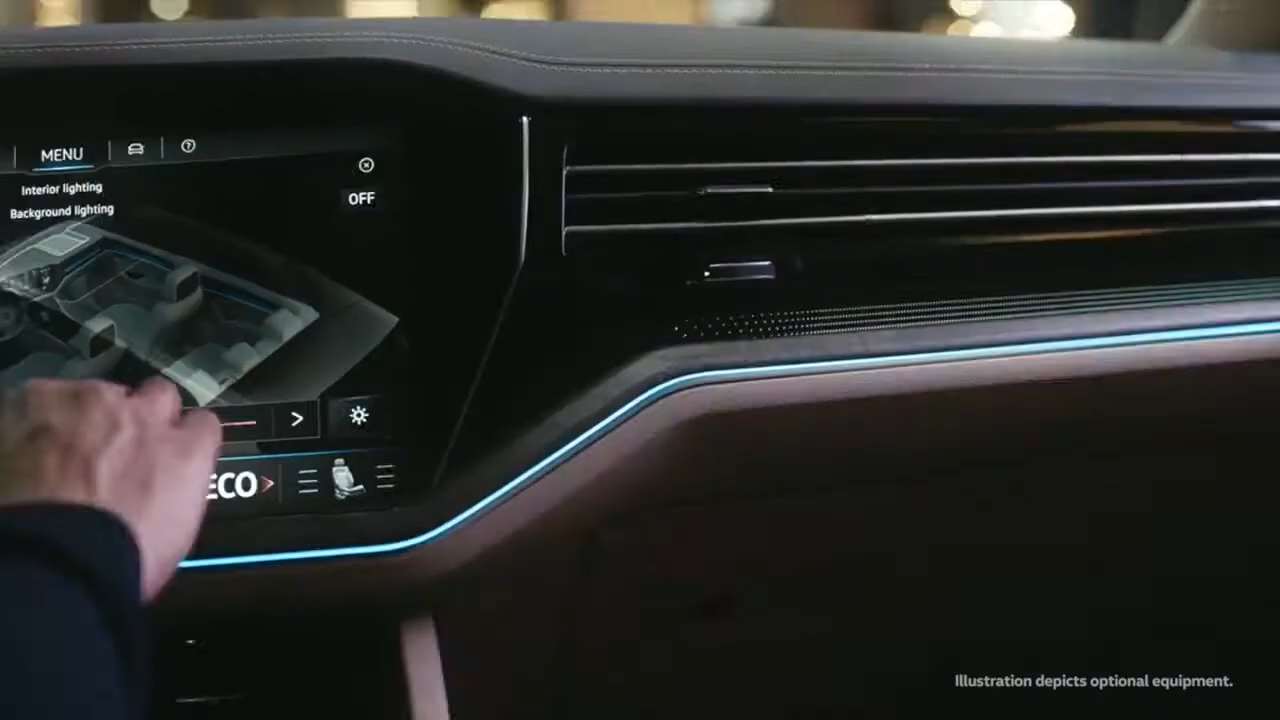 MENU
Interior lighting
Background lighting
OFF
ECO
Illustration depicts optional equipment.